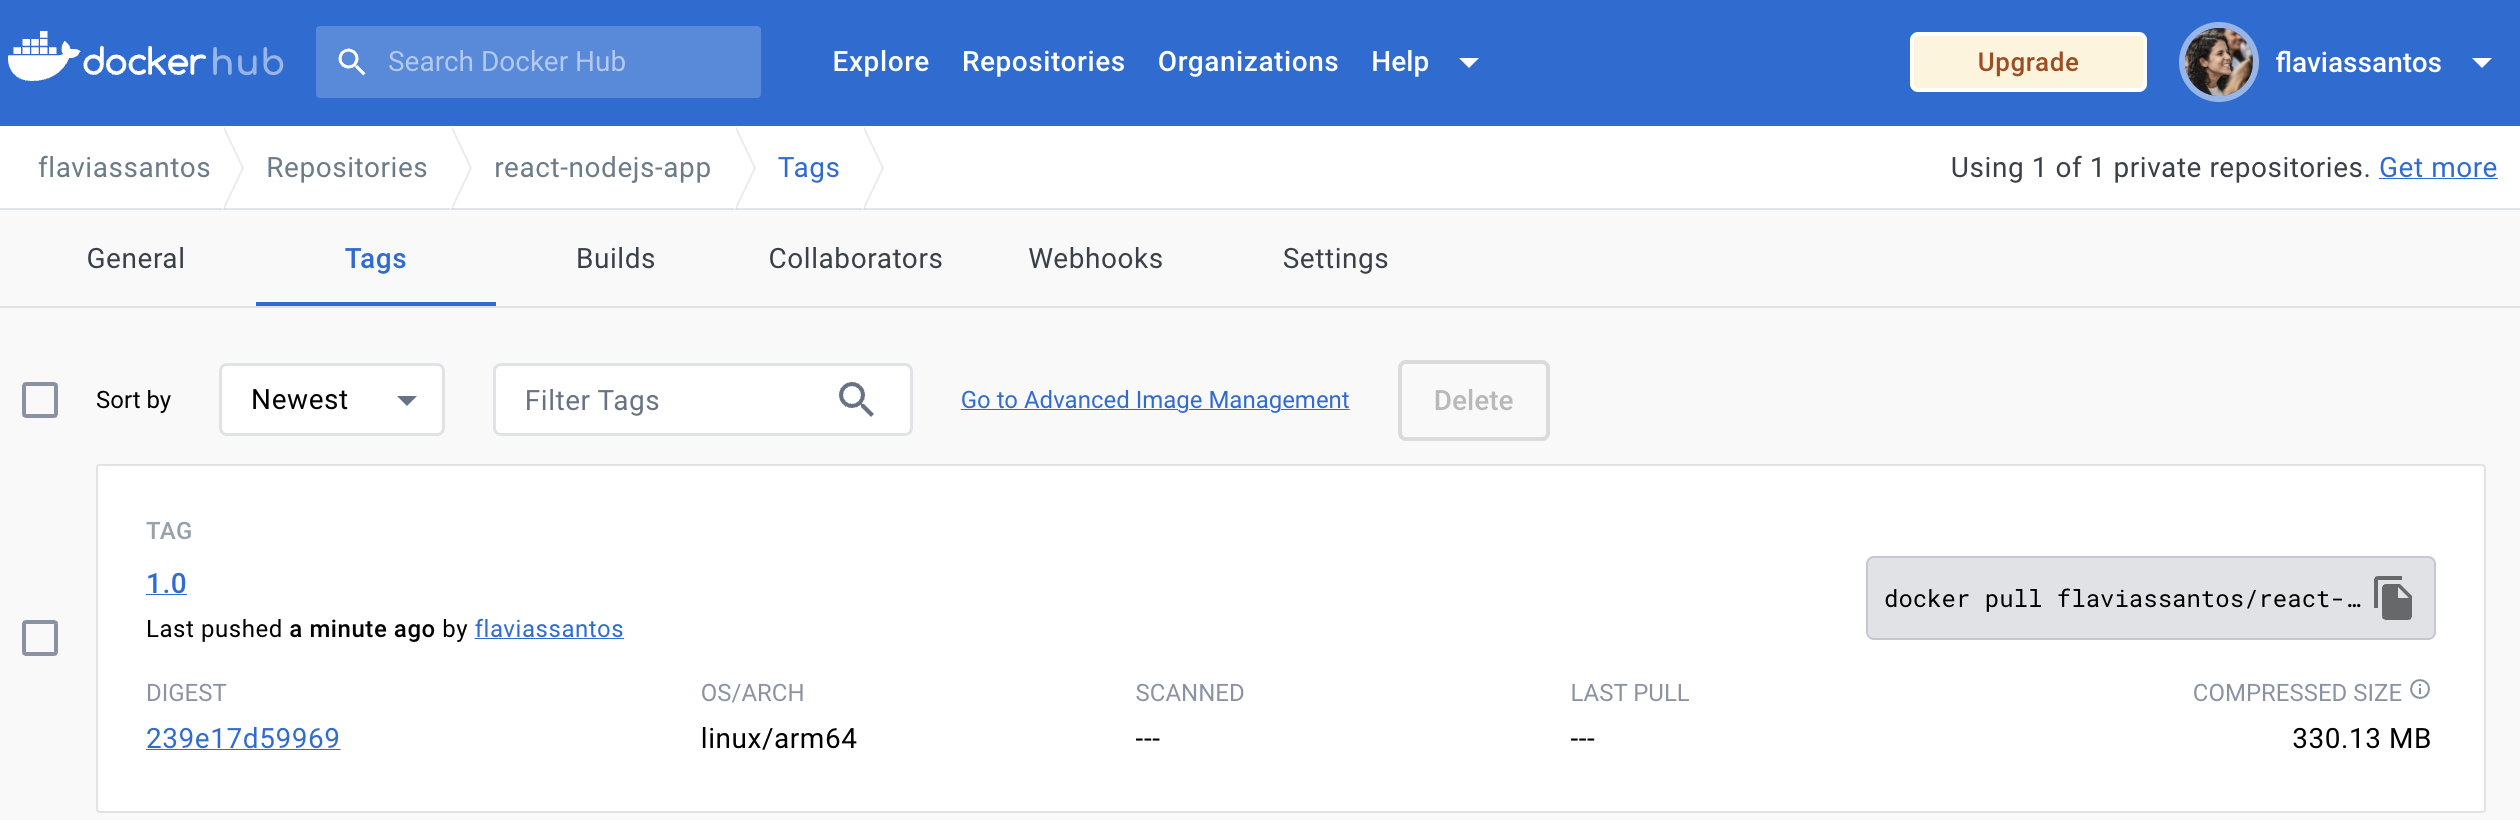 dockerhub Search Docker Hub Explore Repositories Organizations Help Upgrade flaviassantos
flaviassantos Repositories react-nodejs-app Tags Using 1 of 1 private repositories. Get more
General Tags Builds Collaborators Webhooks Settings
Sort by Newest Filter Tags Go to Advanced Image Management Delete
TAG
1.0
docker pull flaviassantos/react-…
Last pushed a minute ago by flaviassantos
DIGEST OS/ARCH SCANNED LAST PULL COMPRESSED SIZE
239e17d59969 linux/arm64 --- --- 330.13 MB